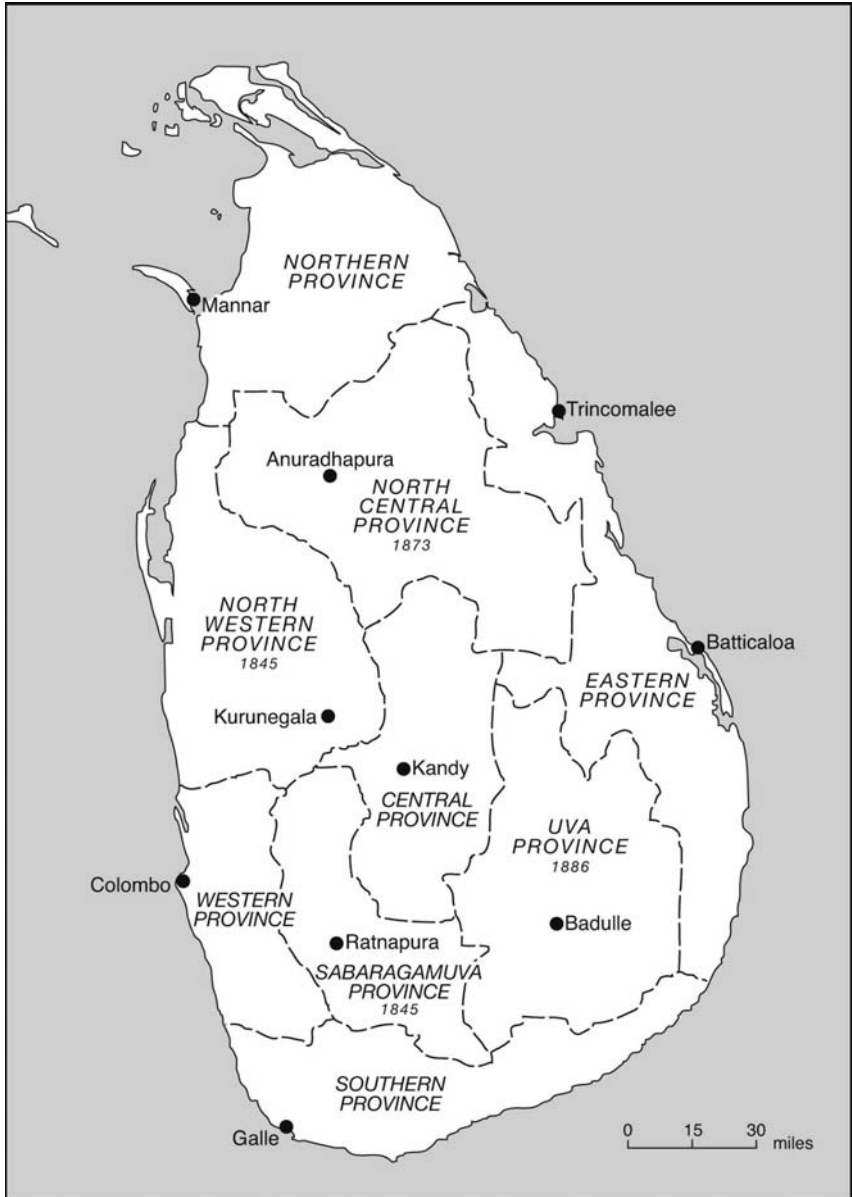 NORTHERN
PROVINCE
Mannar
Trincomalee
Anuradhapura
NORTH
CENTRAL
PROVINCE
1873
NORTH
WESTERN
PROVINCE
1845
Batticaloa
EASTERN
PROVINCE
Kurunegala
Kandy
CENTRAL
PROVINCE
UVA
PROVINCE
1886
Colombo
WESTERN
PROVINCE
Badulle
Ratnapura
SABARAGAMUVA
PROVINCE
1845
SOUTHERN
PROVINCE
Galle
0 15 30
miles